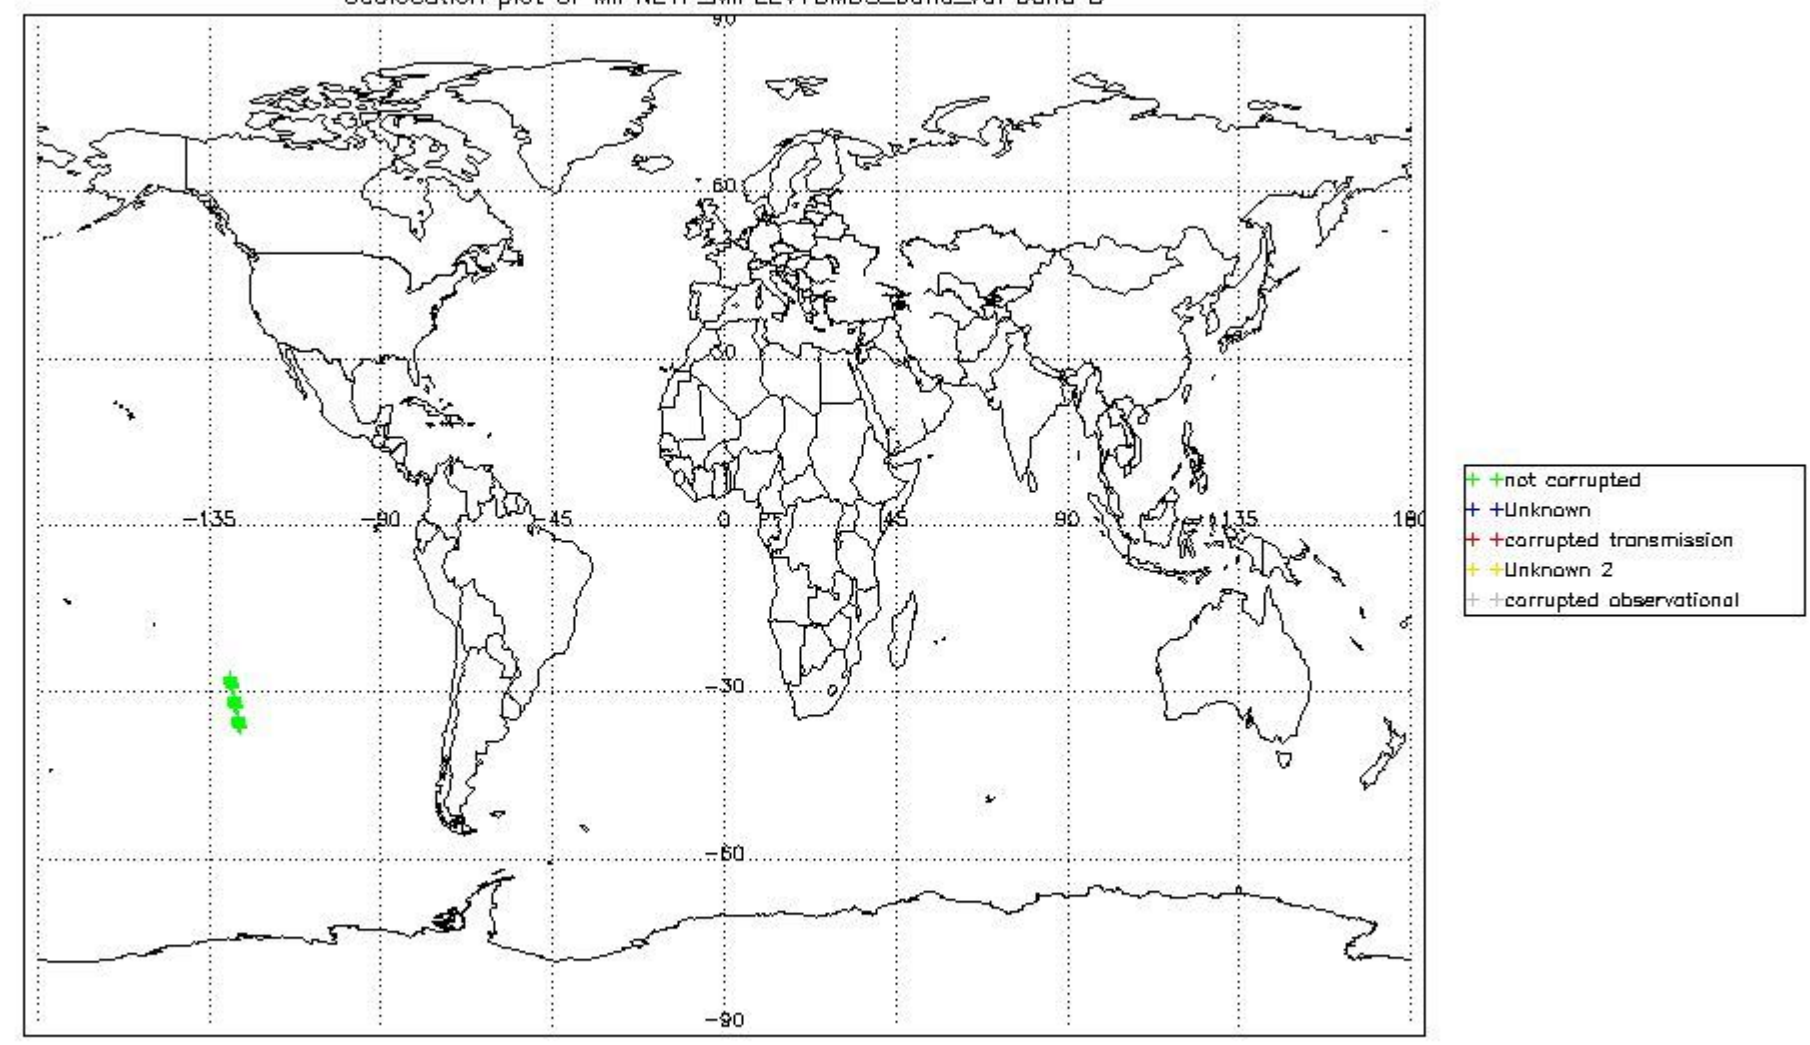 90
60
30
-135 -90 -45 0 45 90 135 180
-30
-60
-90
+ +not corrupted
+ +Unknown
+ +corrupted transmission
+ +Unknown 2
+ +corrupted observational